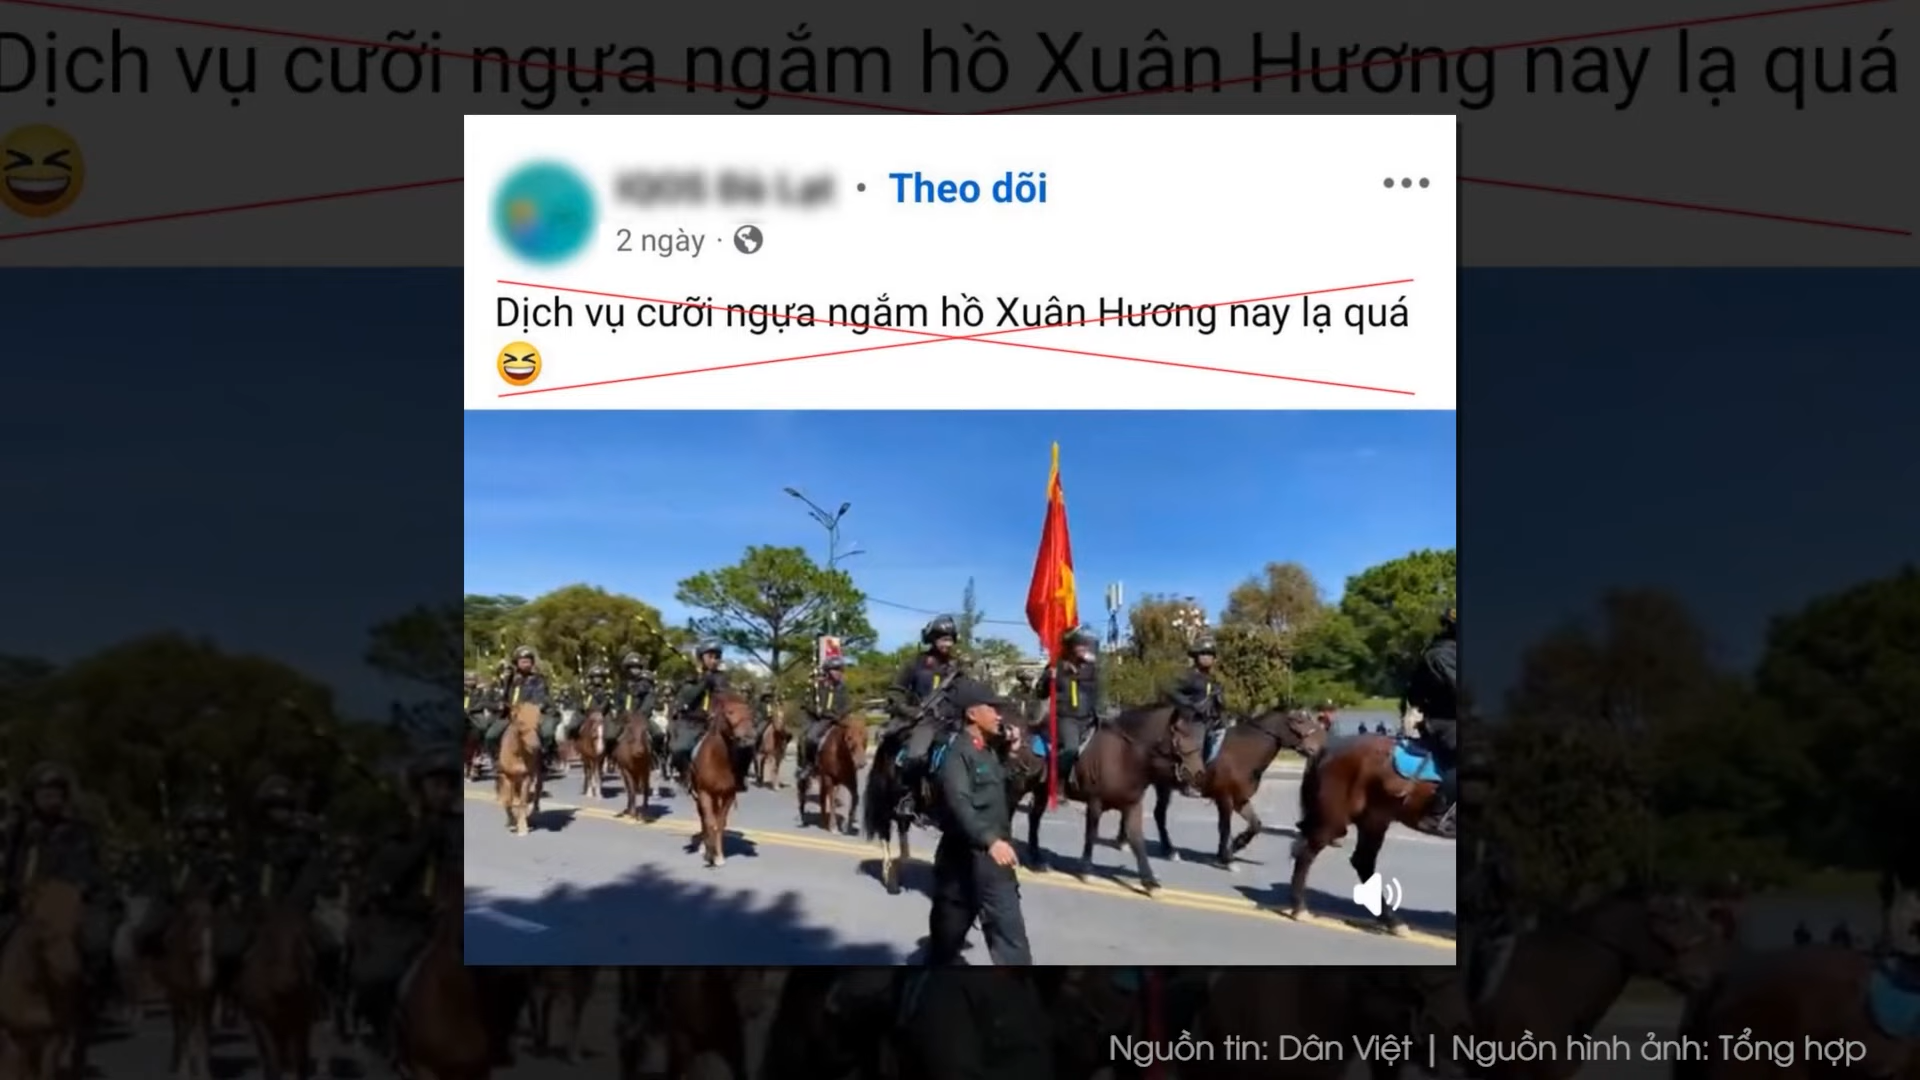 Dịch vụ cưỡi ngựa ngắm hồ Xuân Hương nay lạ quá
Theo dõi
2 ngày
Dịch vụ cưỡi ngựa ngắm hồ Xuân Hương nay lạ quá
Nguồn tin: Dân Việt | Nguồn hình ảnh: Tổng hợp